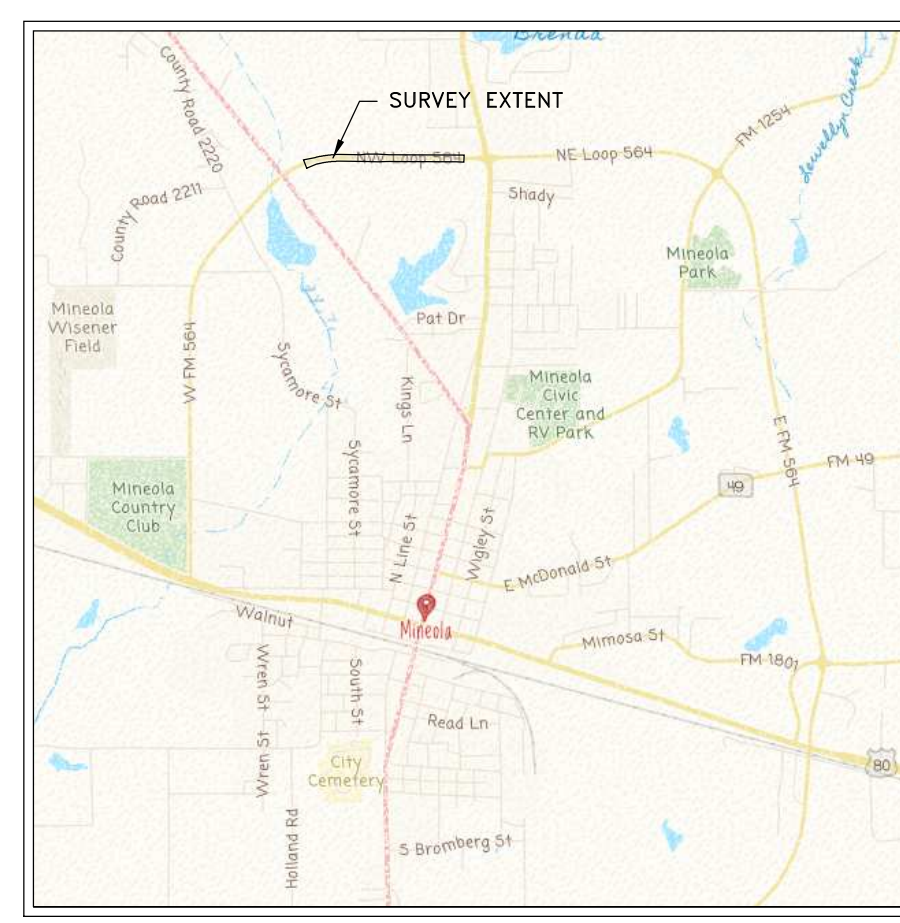 Brenda
SURVEY EXTENT
County Road 2220
Lewellyn Creek
FM-1254
NW Loop 564
NE Loop 564
County Road 2211
Shady
Mineola
Park
Mineola
Wisener
Field
Pat Dr
W FM 564
Sycamore St
Kings Ln
Mineola
Civic
Center and
RV Park
Sycamore St
E FM 564
FM 49
49
Mineola
Country
Club
N Line St
Wigley St
E McDonald St
Mineola
Walnut
Mimosa St
FM 1801
Wren St
South St
Read Ln
Wren St
City
Cemetery
80
Holland Rd
S Bromberg St